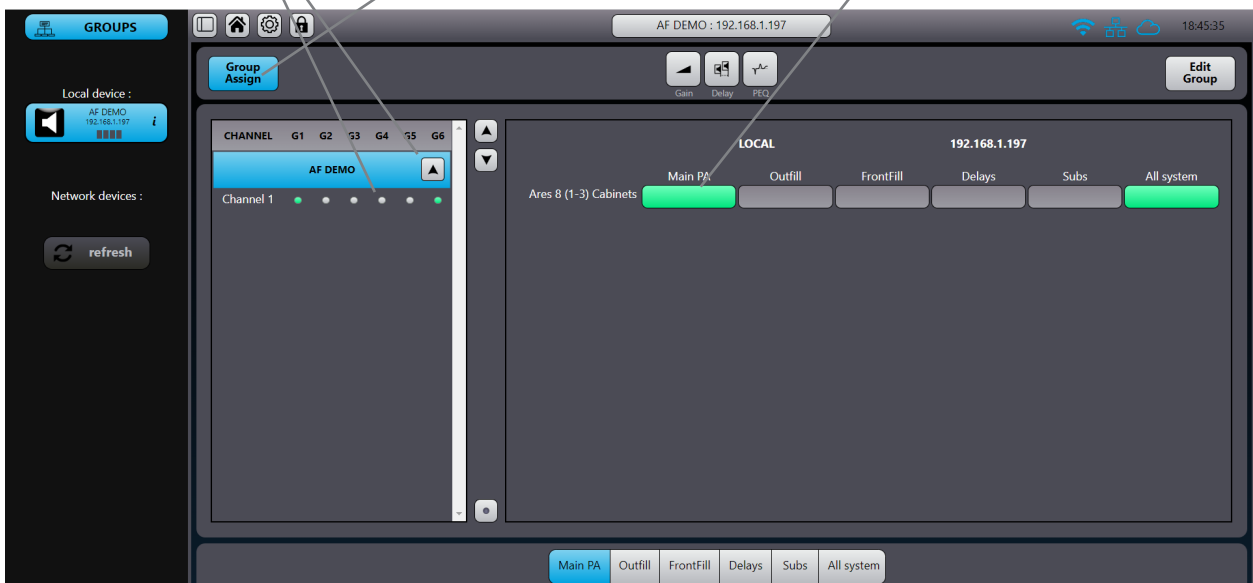 GROUPS
AF DEMO : 192.168.1.197
18:45:35
Group
Assign
Gain Delay PEQ
Edit
Group
Local device :
AF DEMO
192.168.1.197
i
Network devices :
refresh
CHANNEL G1 G2 G3 G4 G5 G6
AF DEMO
Channel 1
LOCAL 192.168.1.197
Main PA Outfill FrontFill Delays Subs All system
Ares 8 (1-3) Cabinets
Main PA Outfill FrontFill Delays Subs All system